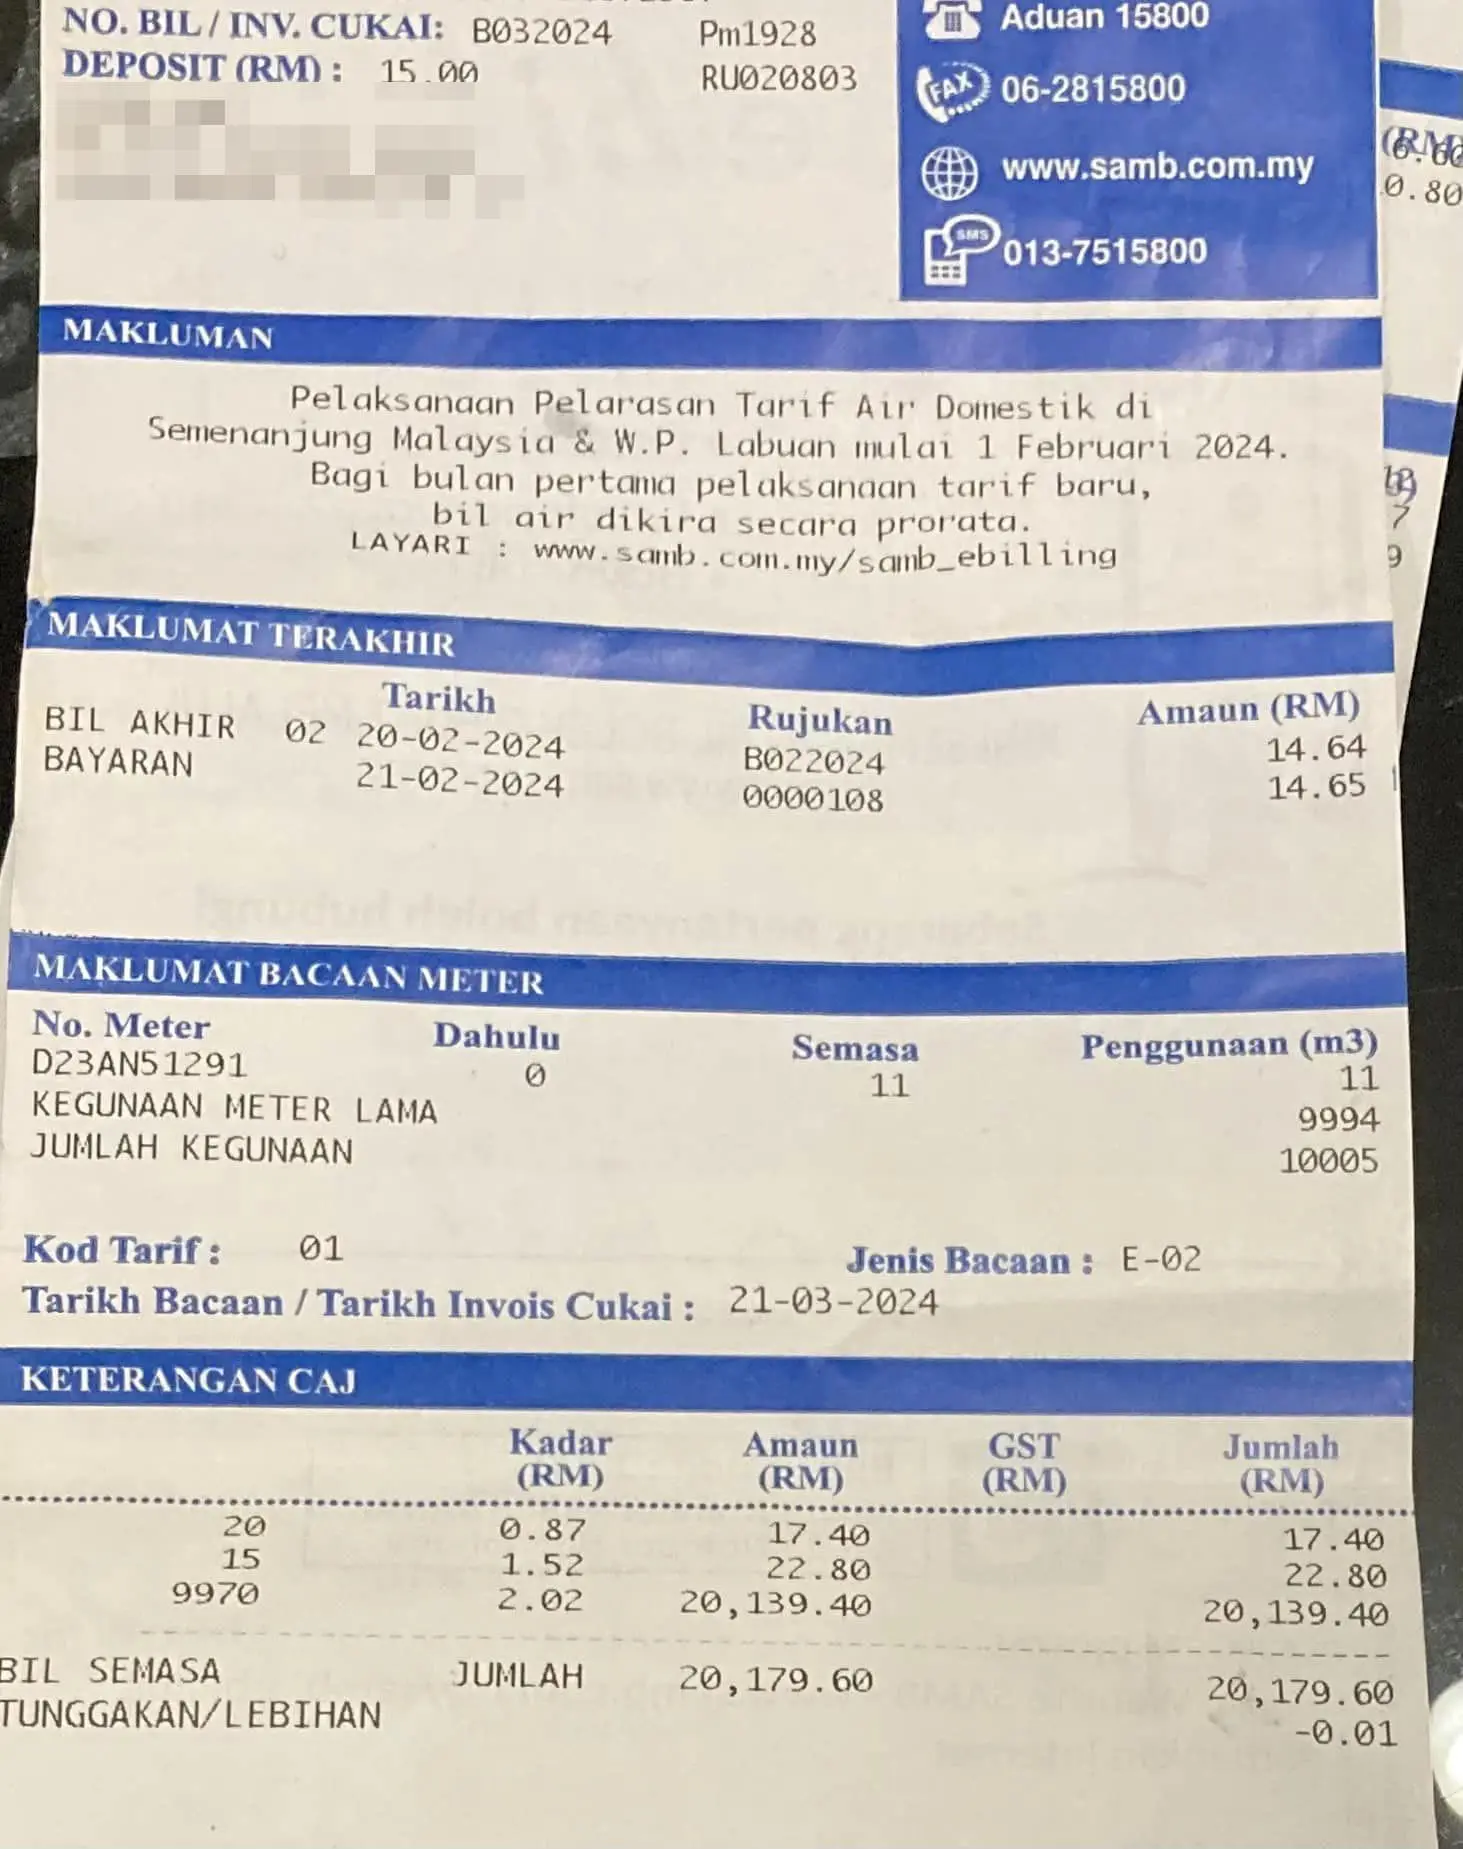 NO. BIL / INV. CUKAI: B032024 Pm1928
DEPOSIT (RM) : 15.00 RU020803
Aduan 15800
FAX 06-2815800
www.samb.com.my
SMS 013-7515800
(RM
0.80
7
9
MAKLUMAN
Pelaksanaan Pelarasan Tarif Air Domestik di
Semenanjung Malaysia & W.P. Labuan mulai 1 Februari 2024.
Bagi bulan pertama pelaksanaan tarif baru,
bil air dikira secara prorata.
LAYARI : www.samb.com.my/samb_ebilling
MAKLUMAT TERAKHIR
Tarikh Rujukan Amaun (RM)
BIL AKHIR 02 20-02-2024 B022024 14.64
BAYARAN 21-02-2024 0000108 14.65
MAKLUMAT BACAAN METER
No. Meter Dahulu Semasa Penggunaan (m3)
D23AN51291 0 11 11
KEGUNAAN METER LAMA 9994
JUMLAH KEGUNAAN 10005
Kod Tarif : 01 Jenis Bacaan : E-02
Tarikh Bacaan / Tarikh Invois Cukai : 21-03-2024
KETERANGAN CAJ
Kadar Amaun GST Jumlah
(RM) (RM) (RM) (RM)
20 0.87 17.40 17.40
15 1.52 22.80 22.80
9970 2.02 20,139.40 20,139.40
BIL SEMASA JUMLAH 20,179.60 20,179.60
TUNGGAKAN/LEBIHAN -0.01